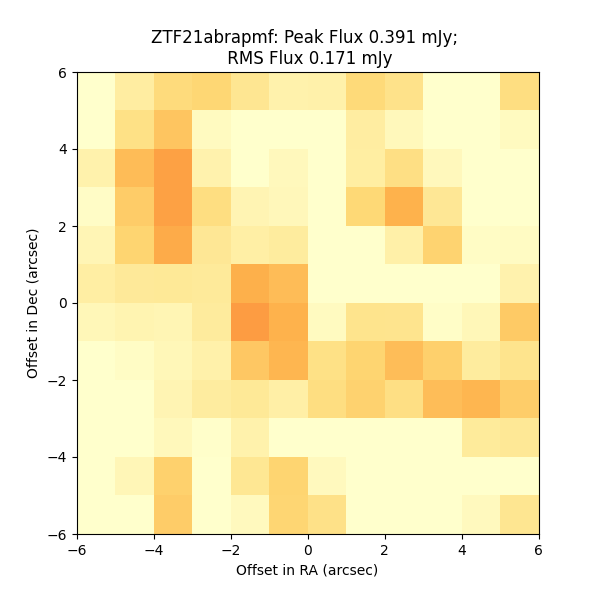 ZTF21abrapmf: Peak Flux 0.391 mJy;
RMS Flux 0.171 mJy
6
4
2
0
−2
−4
−6
Offset in Dec (arcsec)
−6 −4 −2 0 2 4 6
Offset in RA (arcsec)